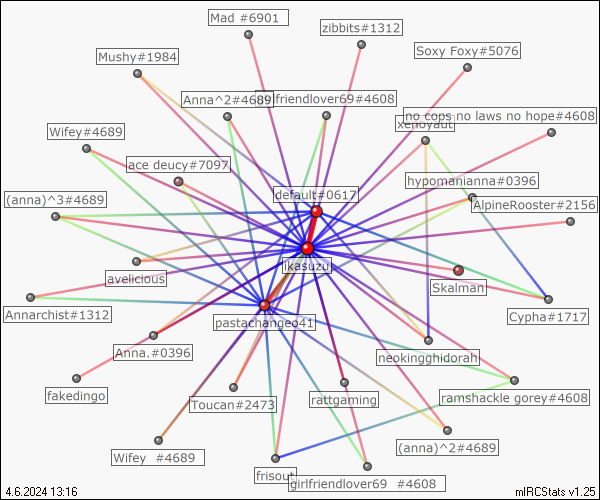 Mad #6901
zibbits#1312
Soxy Foxy#5076
Mushy#1984
Anna^2#4689
girlfriendlover69#4608
no cops no laws no hope#4608
xenoyaut
Wifey#4689
ace deucy#7097
hypomanianna#0396
default#0617
(anna)^3#4689
AlpineRooster#2156
ikasuzu
avelicious
Skalman
Annarchist#1312
Cypha#1717
pastachangeo41
Anna.#0396
neokingghidorah
fakedingo
rattgaming
ramshackle gorey#4608
Toucan#2473
(anna)^2#4689
Wifey #4689
frisout
girlfriendlover69 #4608
4.6.2024 13:16
mIRCStats v1.25